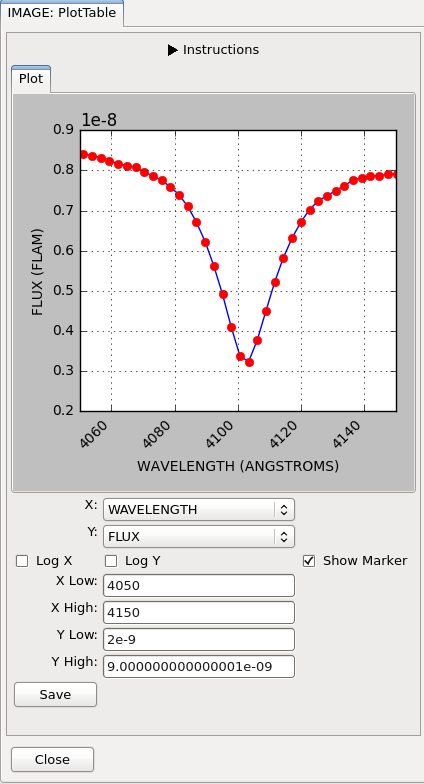 IMAGE: PlotTable
▶ Instructions
Plot
1e-8
0.9
0.8
0.7
0.6
0.5
0.4
0.3
0.2
FLUX (FLAM)
4060 4080 4100 4120 4140
WAVELENGTH (ANGSTROMS)
X: WAVELENGTH
Y: FLUX
Log X Log Y Show Marker
X Low: 4050
X High: 4150
Y Low: 2e-9
Y High: 9.000000000000001e-09
Save
Close